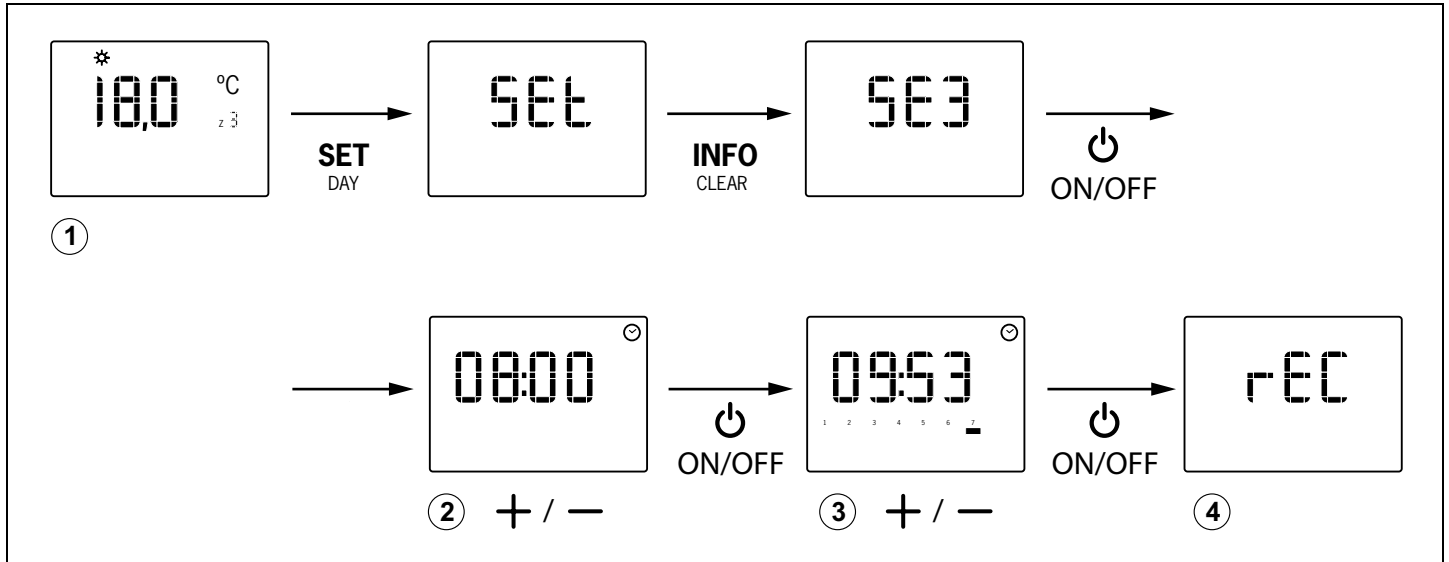 18,0 ºC
z 3
SEt
SE3
SET
DAY
INFO
CLEAR
ON/OFF
1
08:00
09:53
1 2 3 4 5 6 7
rEC
ON/OFF
ON/OFF
2 + / −
3 + / −
4